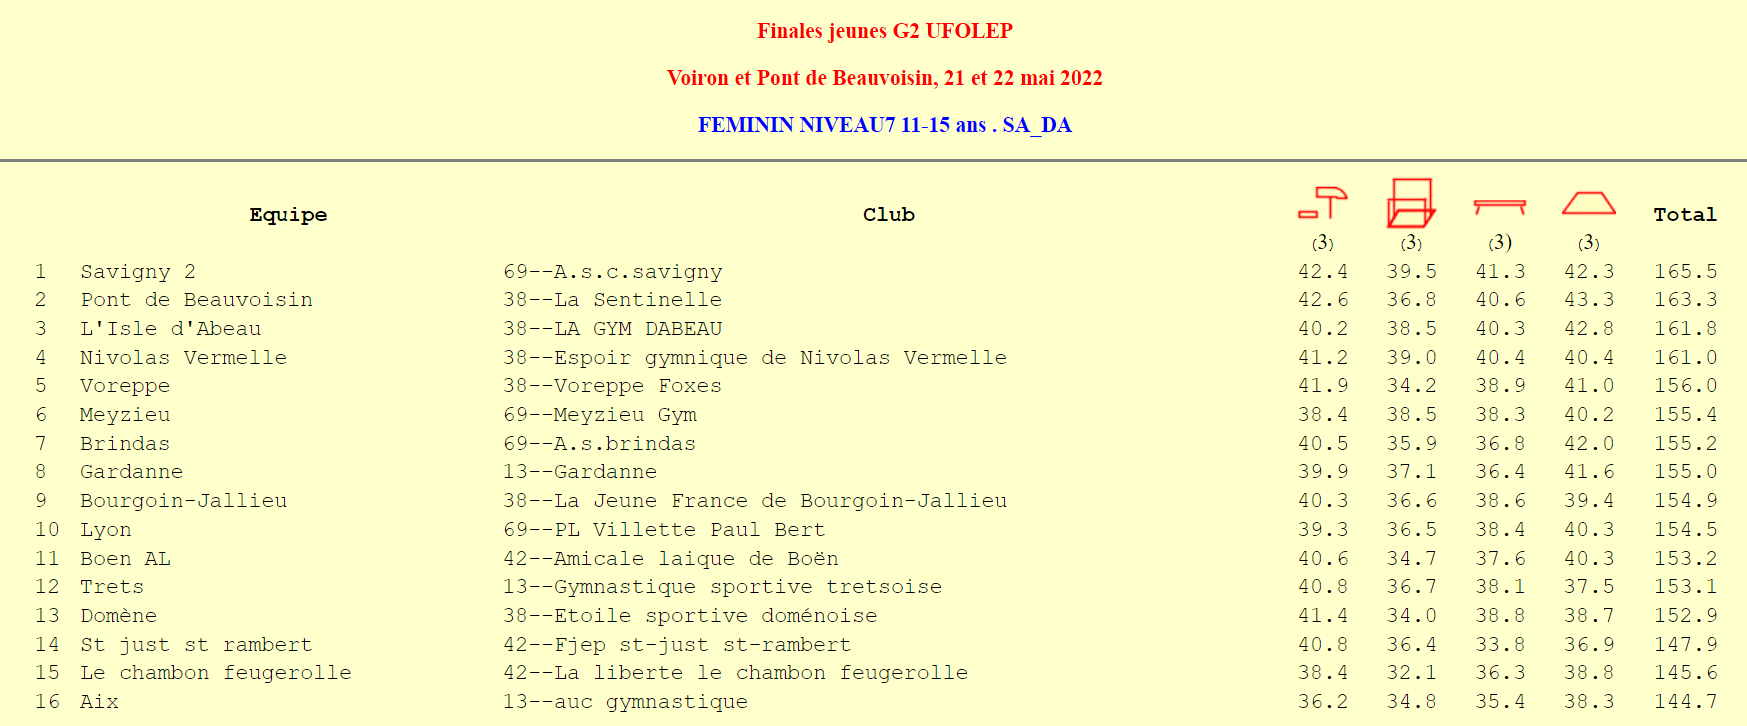 Finales jeunes G2 UFOLEP
Voiron et Pont de Beauvoisin, 21 et 22 mai 2022
FEMININ NIVEAU7 11-15 ans . SA_DA
Equipe Club Total
(3) (3) (3) (3)
1 Savigny 2 69--A.s.c.savigny 42.4 39.5 41.3 42.3 165.5
2 Pont de Beauvoisin 38--La Sentinelle 42.6 36.8 40.6 43.3 163.3
3 L'Isle d'Abeau 38--LA GYM DABEAU 40.2 38.5 40.3 42.8 161.8
4 Nivolas Vermelle 38--Espoir gymnique de Nivolas Vermelle 41.2 39.0 40.4 40.4 161.0
5 Voreppe 38--Voreppe Foxes 41.9 34.2 38.9 41.0 156.0
6 Meyzieu 69--Meyzieu Gym 38.4 38.5 38.3 40.2 155.4
7 Brindas 69--A.s.brindas 40.5 35.9 36.8 42.0 155.2
8 Gardanne 13--Gardanne 39.9 37.1 36.4 41.6 155.0
9 Bourgoin-Jallieu 38--La Jeune France de Bourgoin-Jallieu 40.3 36.6 38.6 39.4 154.9
10 Lyon 69--PL Villette Paul Bert 39.3 36.5 38.4 40.3 154.5
11 Boen AL 42--Amicale laique de Boën 40.6 34.7 37.6 40.3 153.2
12 Trets 13--Gymnastique sportive tretsoise 40.8 36.7 38.1 37.5 153.1
13 Domène 38--Etoile sportive doménoise 41.4 34.0 38.8 38.7 152.9
14 St just st rambert 42--Fjep st-just st-rambert 40.8 36.4 33.8 36.9 147.9
15 Le chambon feugerolle 42--La liberte le chambon feugerolle 38.4 32.1 36.3 38.8 145.6
16 Aix 13--auc gymnastique 36.2 34.8 35.4 38.3 144.7